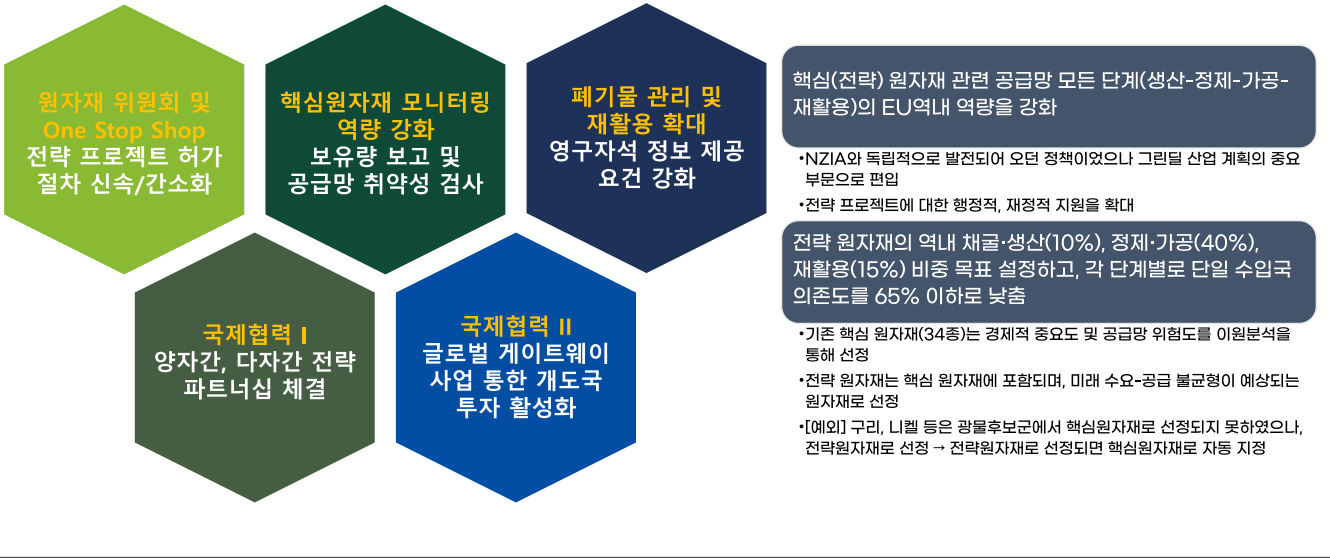 원자재 위원회 및
One Stop Shop
전략 프로젝트 허가
절차 신속/간소화
핵심원자재 모니터링
역량 강화
보유량 보고 및
공급망 취약성 검사
폐기물 관리 및
재활용 확대
영구자석 정보 제공
요건 강화
국제협력 I
양자간, 다자간 전략
파트너십 체결
국제협력 II
글로벌 게이트웨이
사업 통한 개도국
투자 활성화
핵심(전략) 원자재 관련 공급망 모든 단계(생산-정제-가공-
재활용)의 EU역내 역량을 강화
•NZIA와 독립적으로 발전되어 오던 정책이었으나 그린딜 산업 계획의 중요
부문으로 편입
•전략 프로젝트에 대한 행정적, 재정적 지원을 확대
전략 원자재의 역내 채굴·생산(10%), 정제·가공(40%),
재활용(15%) 비중 목표 설정하고, 각 단계별로 단일 수입국
의존도를 65% 이하로 낮춤
•기존 핵심 원자재(34종)는 경제적 중요도 및 공급망 위험도를 이원분석을
통해 선정
•전략 원자재는 핵심 원자재에 포함되며, 미래 수요-공급 불균형이 예상되는
원자재로 선정
•[예외] 구리, 니켈 등은 광물후보군에서 핵심원자재로 선정되지 못하였으나,
전략원자재로 선정 → 전략원자재로 선정되면 핵심원자재로 자동 지정